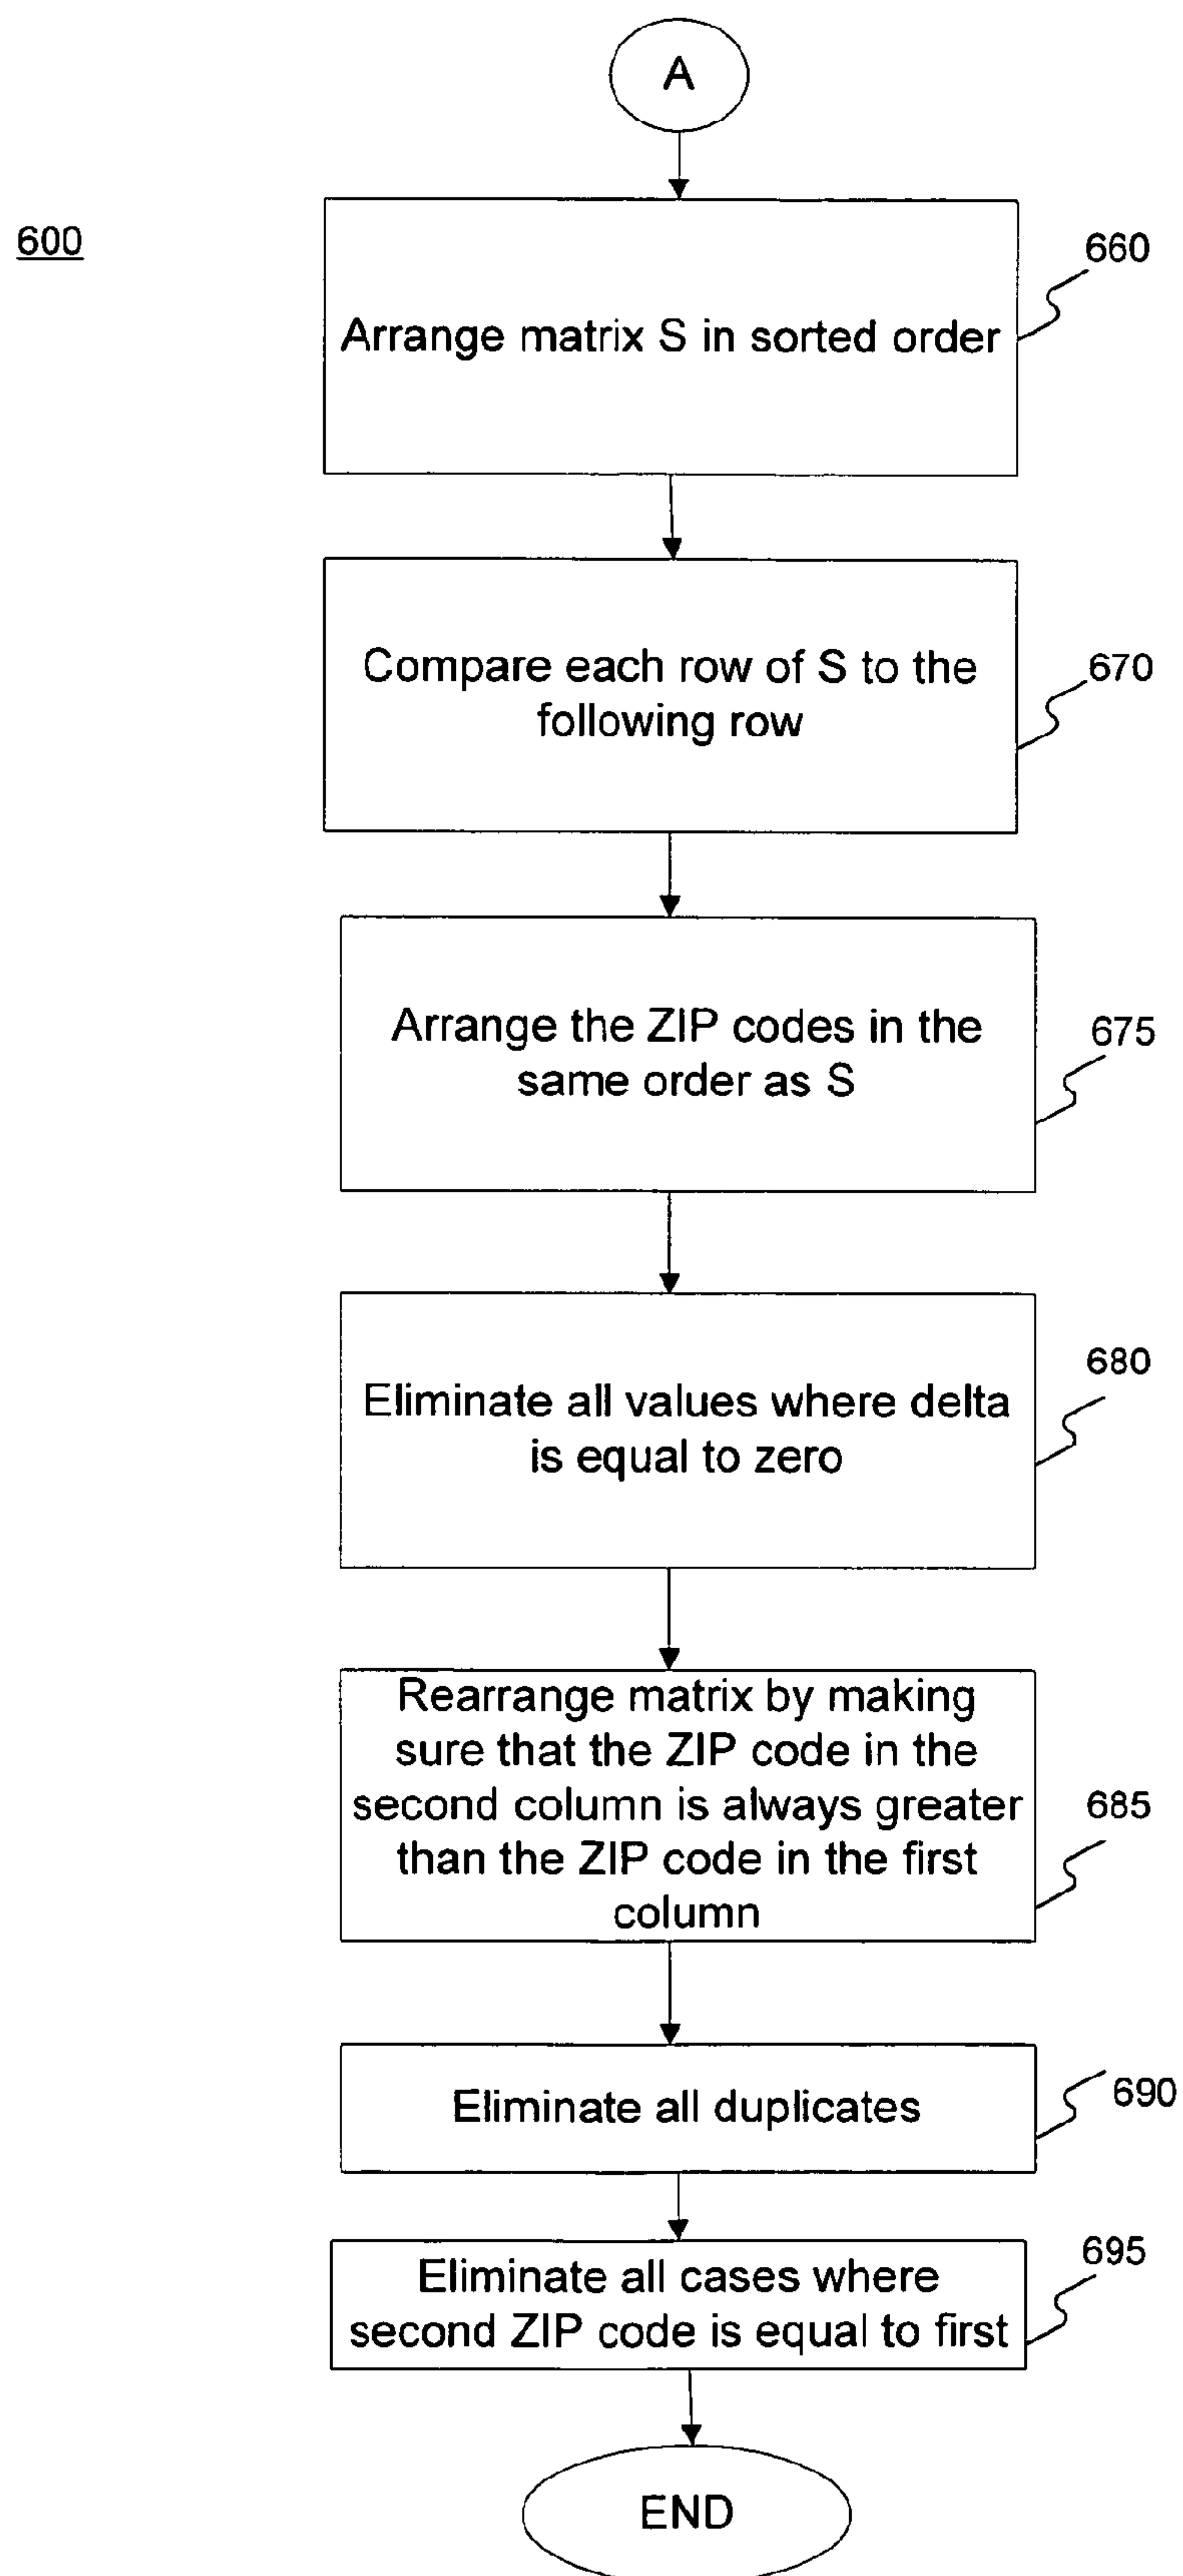 A
600
660
Arrange matrix S in sorted order
Compare each row of S to the
following row
670
Arrange the ZIP codes in the
same order as S
675
680
Eliminate all values where delta
is equal to zero
Rearrange matrix by making
sure that the ZIP code in the
second column is always greater
than the ZIP code in the first
column
685
Eliminate all duplicates
690
695
Eliminate all cases where
second ZIP code is equal to first
END